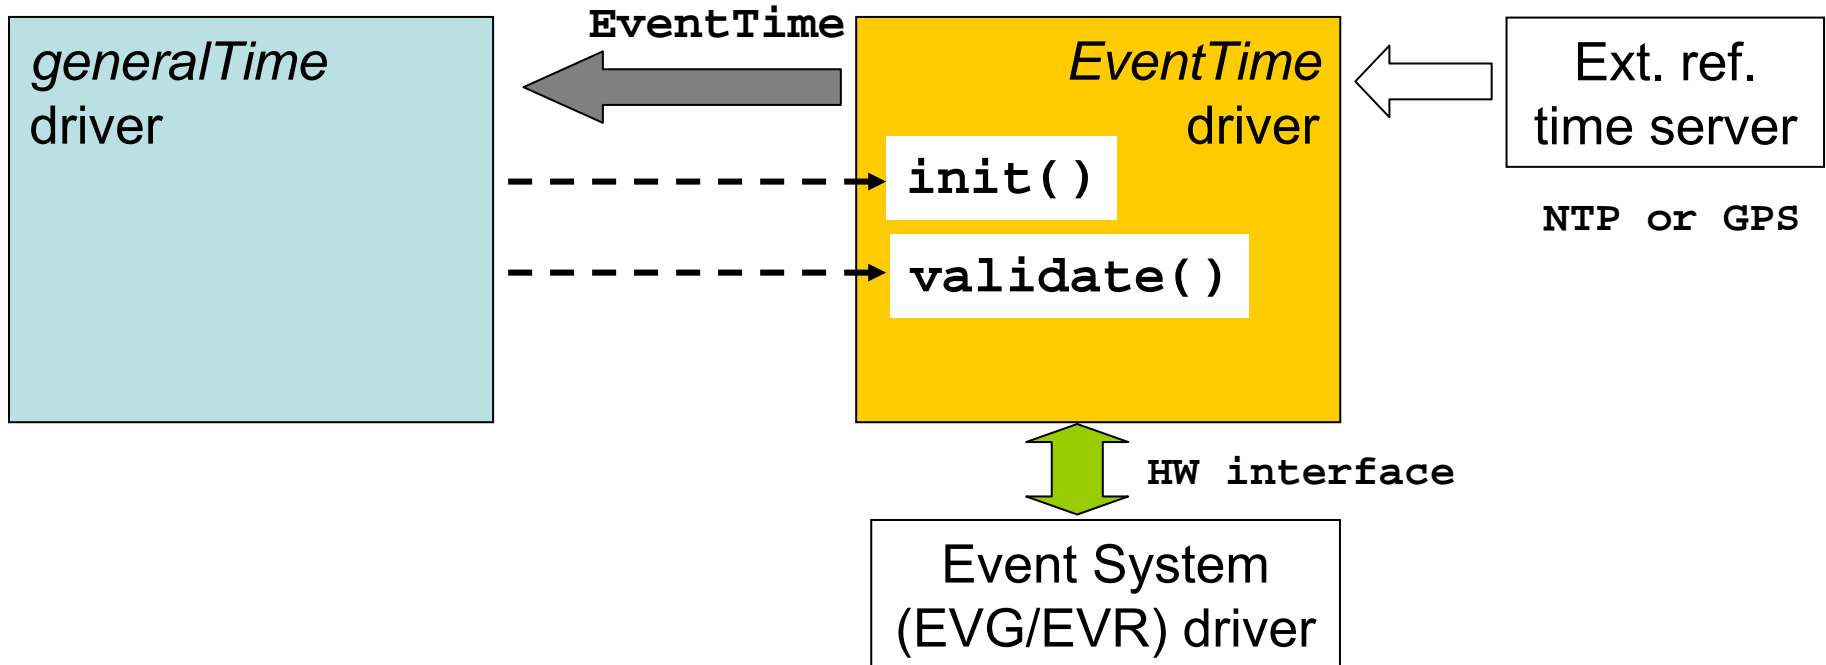 EventTime
generalTime
driver
EventTime
driver
Ext. ref.
time server
init()
NTP or GPS
validate()
HW interface
Event System
(EVG/EVR) driver